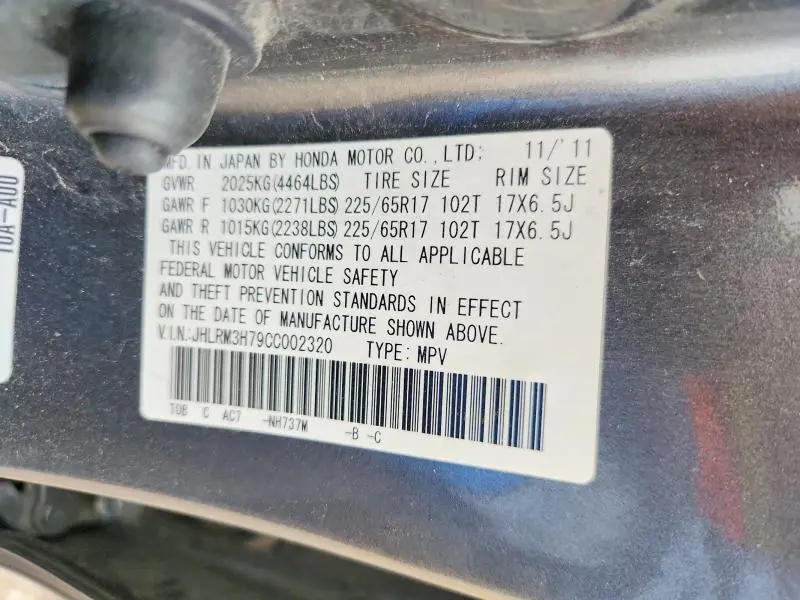 MFD. IN JAPAN BY HONDA MOTOR CO., LTD; 11/'11
GVWR 2025KG(4464LBS) TIRE SIZE RIM SIZE
GAWR F 1030KG(2271LBS) 225/65R17 102T 17X6.5J
GAWR R 1015KG(2238LBS) 225/65R17 102T 17X6.5J
THIS VEHICLE CONFORMS TO ALL APPLICABLE
FEDERAL MOTOR VEHICLE SAFETY
AND THEFT PREVENTION STANDARDS IN EFFECT
ON THE DATE OF MANUFACTURE SHOWN ABOVE.
V.I.N.:JHLRM3H79CC002320 TYPE: MPV
T0B C AC7 -NH737M -B -C
T0A-A00